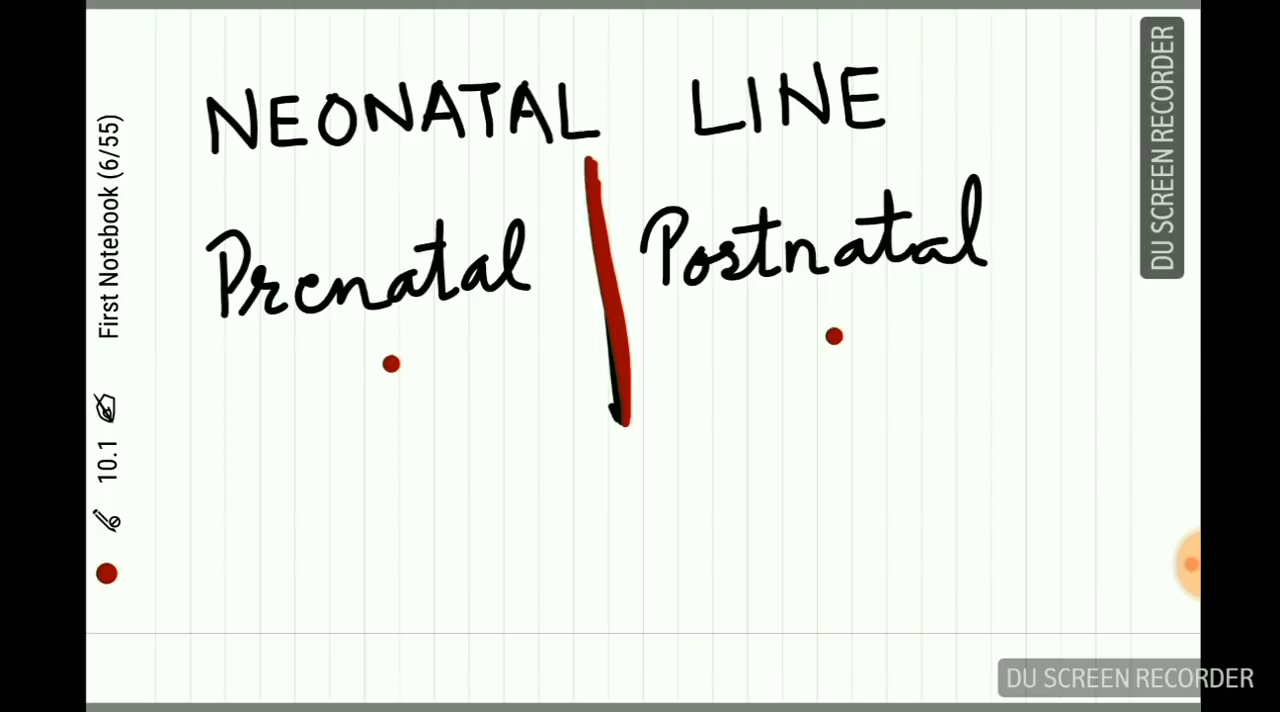 NEONATAL LINE
Prenatal Postnatal
First Notebook (6/55)
10.1
DU SCREEN RECORDER
DU SCREEN RECORDER